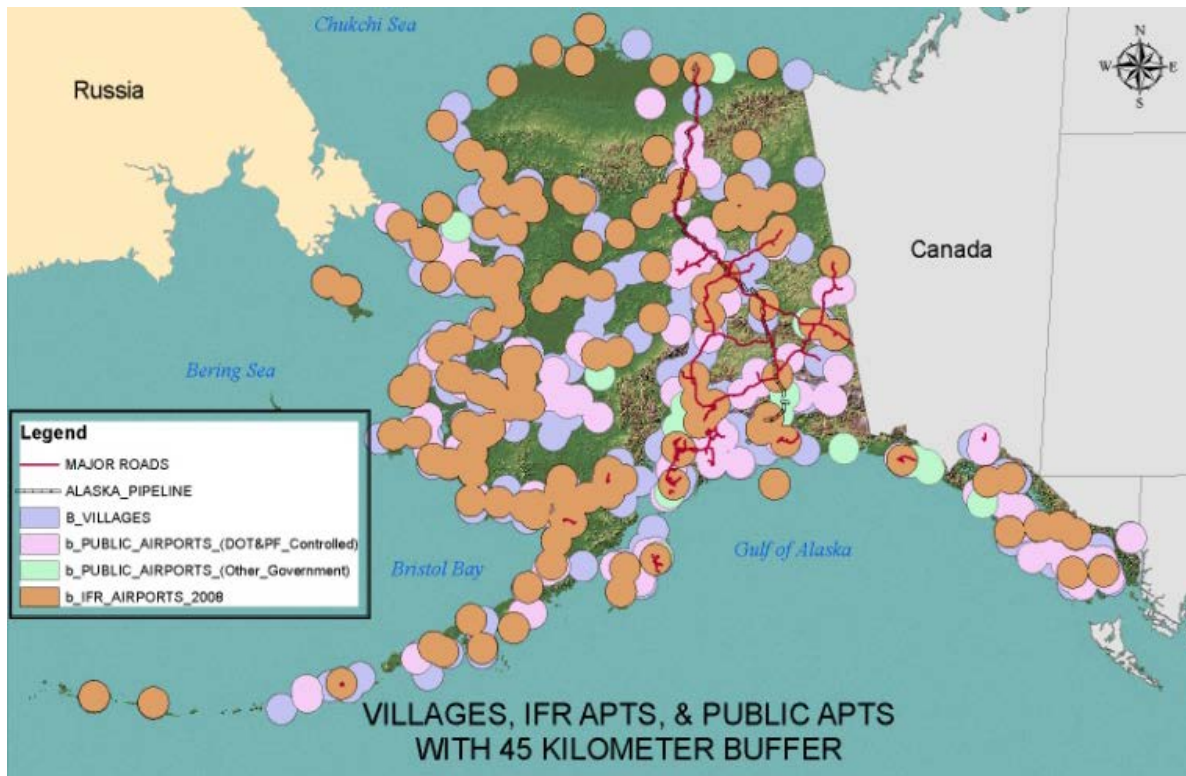 Chukchi Sea
Russia
N
W E
S
Canada
Bering Sea
Legend
MAJOR ROADS
ALASKA_PIPELINE
B_VILLAGES
b_PUBLIC_AIRPORTS_(DOT&PF_Controlled)
b_PUBLIC_AIRPORTS_(Other_Government)
b_IFR_AIRPORTS_2008
Bristol Bay
Gulf of Alaska
VILLAGES, IFR APTS, & PUBLIC APTS
WITH 45 KILOMETER BUFFER